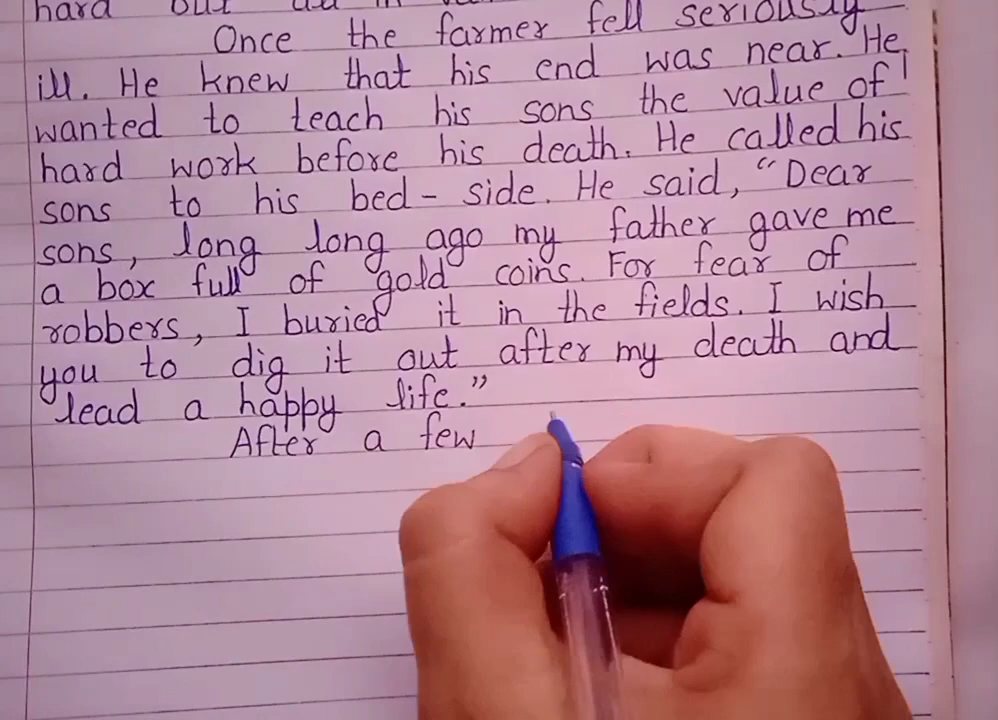 hard but
Once the farmer fell seriously
ill. He knew that his end was near. He
wanted to teach his sons the value of
hard work before his death. He called his
sons to his bed - side. He said, "Dear
sons, long long ago my father gave me
a box full of gold coins. For fear of
robbers, I buried it in the fields. I wish
you to dig it out after my death and
lead a happy life."
After a few